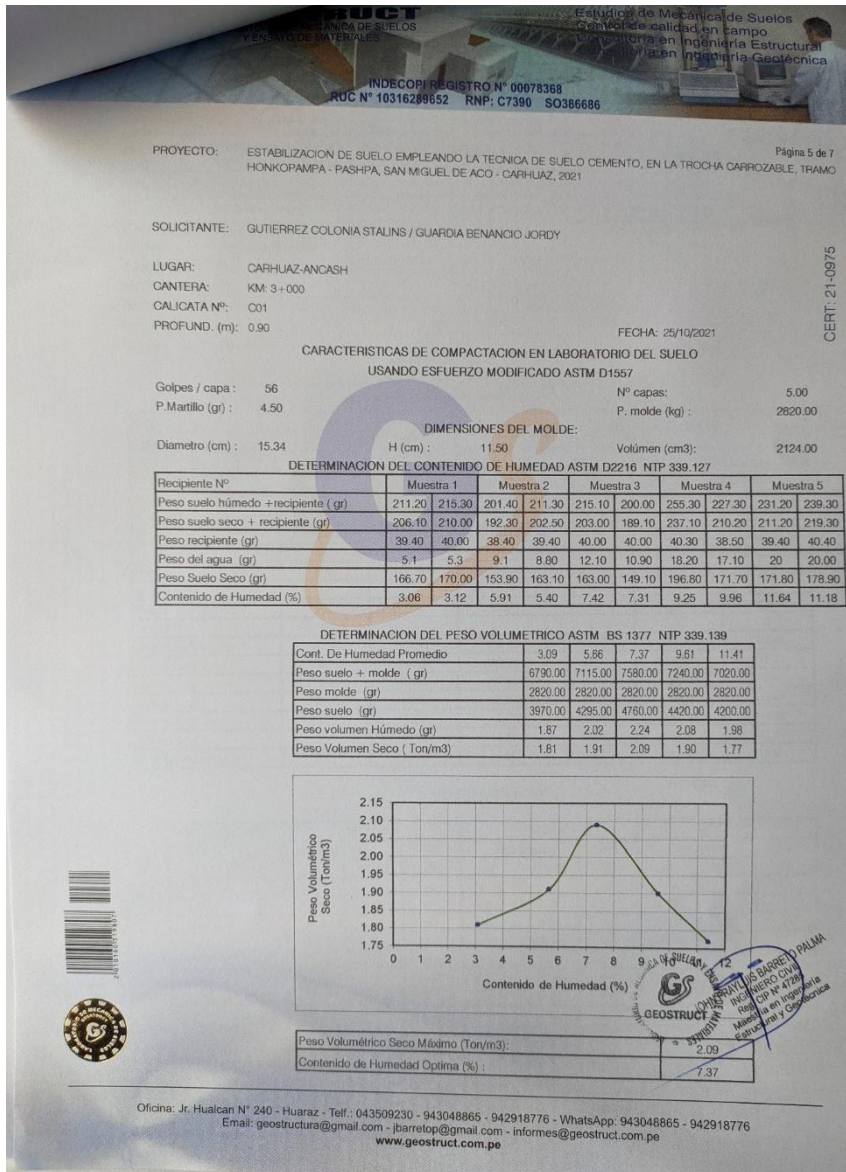 RUCT
MECANICA DE SUELOS
Y ENSAYO DE MATERIALES
Estudios de Mecánica de Suelos
Control de calidad en campo
en Ingeniería Estructural
en Ingeniería Geotécnica
INDECOPI REGISTRO N° 00078368
RUC N° 10316289652 RNP: C7390 SO386686
Página 5 de 7
PROYECTO: ESTABILIZACION DE SUELO EMPLEANDO LA TECNICA DE SUELO CEMENTO, EN LA TROCHA CARROZABLE, TRAMO
HONKOPAMPA - PASHPA, SAN MIGUEL DE ACO - CARHUAZ, 2021
SOLICITANTE: GUTIERREZ COLONIA STALINS / GUARDIA BENANCIO JORDY
LUGAR: CARHUAZ-ANCASH
CANTERA: KM: 3+000
CALICATA Nº: C01
PROFUND. (m): 0.90
FECHA: 25/10/2021
CERT: 21-0975
CARACTERISTICAS DE COMPACTACION EN LABORATORIO DEL SUELO
USANDO ESFUERZO MODIFICADO ASTM D1557
Golpes / capa : 56 Nº capas: 5.00
P.Martillo (gr) : 4.50 P. molde (kg) : 2820.00
DIMENSIONES DEL MOLDE:
Diametro (cm) : 15.34 H (cm) : 11.50 Volúmen (cm3): 2124.00
DETERMINACION DEL CONTENIDO DE HUMEDAD ASTM D2216 NTP 339.127
Recipiente Nº Muestra 1 Muestra 2 Muestra 3 Muestra 4 Muestra 5
Peso suelo húmedo +recipiente ( gr) 211.20 215.30 201.40 211.30 215.10 200.00 255.30 227.30 231.20 239.30
Peso suelo seco + recipiente (gr) 206.10 210.00 192.30 202.50 203.00 189.10 237.10 210.20 211.20 219.30
Peso recipiente (gr) 39.40 40.00 38.40 39.40 40.00 40.00 40.30 38.50 39.40 40.40
Peso del agua (gr) 5.1 5.3 9.1 8.80 12.10 10.90 18.20 17.10 20 20.00
Peso Suelo Seco (gr) 166.70 170.00 153.90 163.10 163.00 149.10 196.80 171.70 171.80 178.90
Contenido de Humedad (%) 3.06 3.12 5.91 5.40 7.42 7.31 9.25 9.96 11.64 11.18
DETERMINACION DEL PESO VOLUMETRICO ASTM BS 1377 NTP 339.139
Cont. De Humedad Promedio 3.09 5.66 7.37 9.61 11.41
Peso suelo + molde ( gr) 6790.00 7115.00 7580.00 7240.00 7020.00
Peso molde (gr) 2820.00 2820.00 2820.00 2820.00 2820.00
Peso suelo (gr) 3970.00 4295.00 4760.00 4420.00 4200.00
Peso volumen Húmedo (gr) 1.87 2.02 2.24 2.08 1.98
Peso Volumen Seco ( Ton/m3) 1.81 1.91 2.09 1.90 1.77
Peso Volumétrico
Seco (Ton/m3)
2.15
2.10
2.05
2.00
1.95
1.90
1.85
1.80
1.75
0 1 2 3 4 5 6 7 8 9 12
Contenido de Humedad (%)
GS
GEOSTRUCT
BARRETO PALMA
INGENIERO CIVIL
Reg. CIP Nº
Maestria en Ingenieria
Estructural y Geotécnica
Peso Volumétrico Seco Máximo (Ton/m3): 2.09
Contenido de Humedad Optima (%) : 7.37
Oficina: Jr. Hualcan N° 240 - Huaraz - Telf.: 043509230 - 943048865 - 942918776 - WhatsApp: 943048865 - 942918776
Email: geostructura@gmail.com - jbarretop@gmail.com - informes@geostruct.com.pe
www.geostruct.com.pe